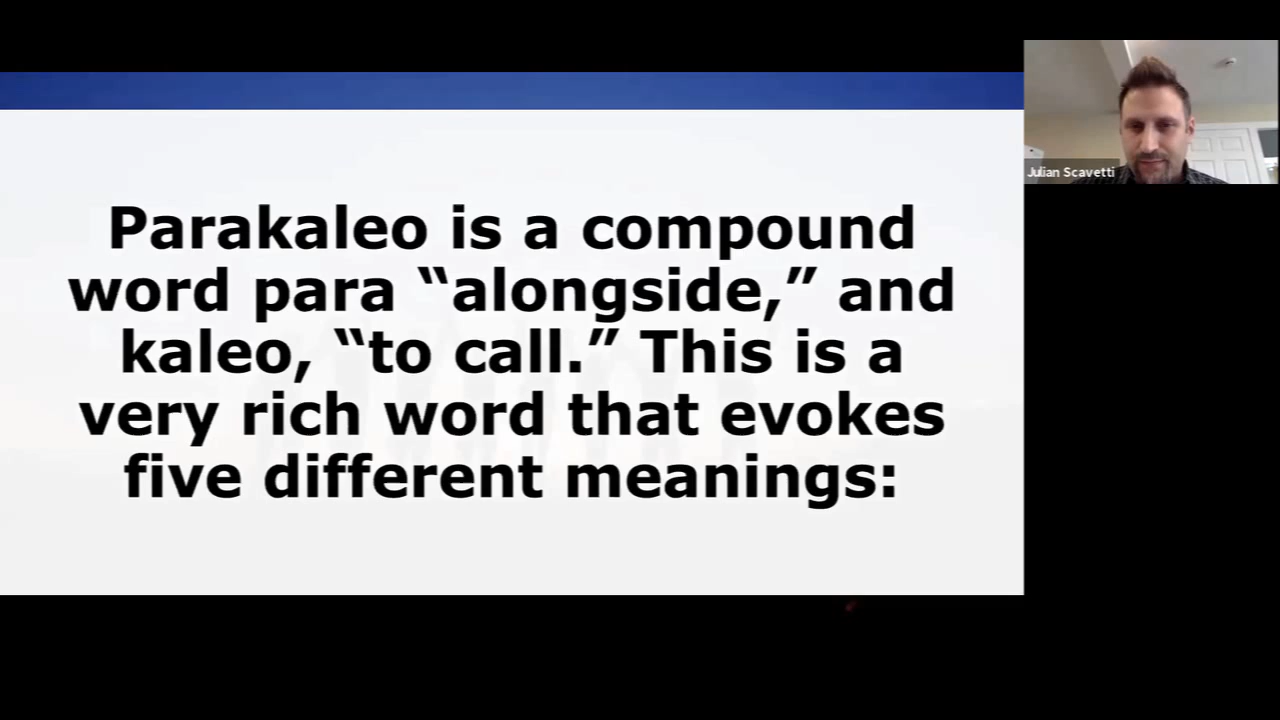 Parakaleo is a compound
word para “alongside,” and
kaleo, “to call.” This is a
very rich word that evokes
five different meanings:
Julian Scavetti